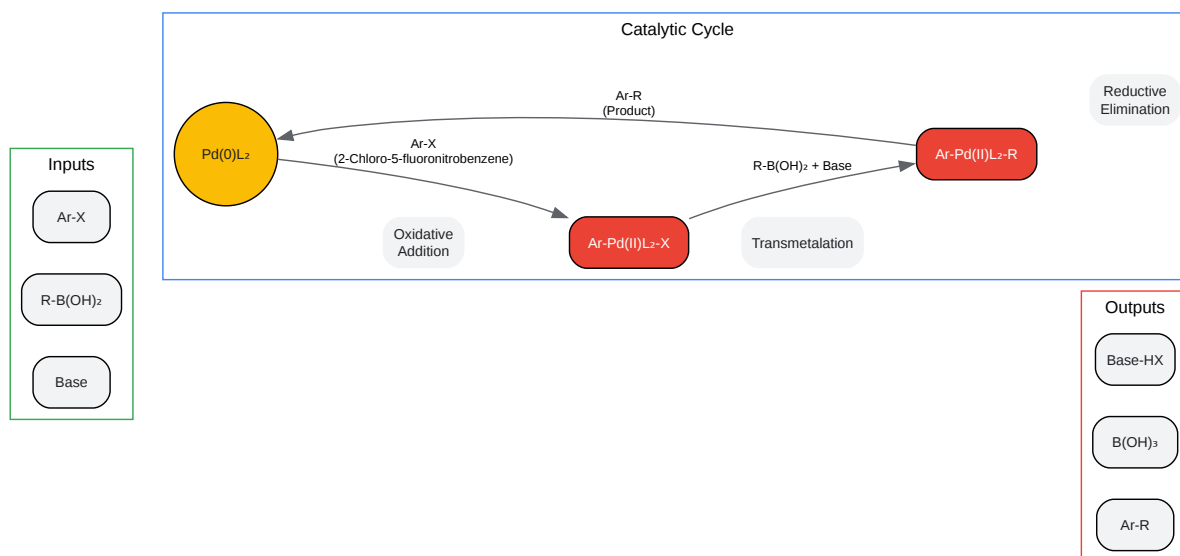 Catalytic Cycle
Reductive
Elimination
Ar-R
(Product)
Ar-X
(2-Chloro-5-fluoronitrobenzene)
Pd(0)L₂
Ar-Pd(II)L₂-R
R-B(OH)₂ + Base
Oxidative
Addition
Ar-Pd(II)L₂-X
Transmetalation
Inputs
Ar-X
R-B(OH)₂
Base
Outputs
Base-HX
B(OH)₃
Ar-R